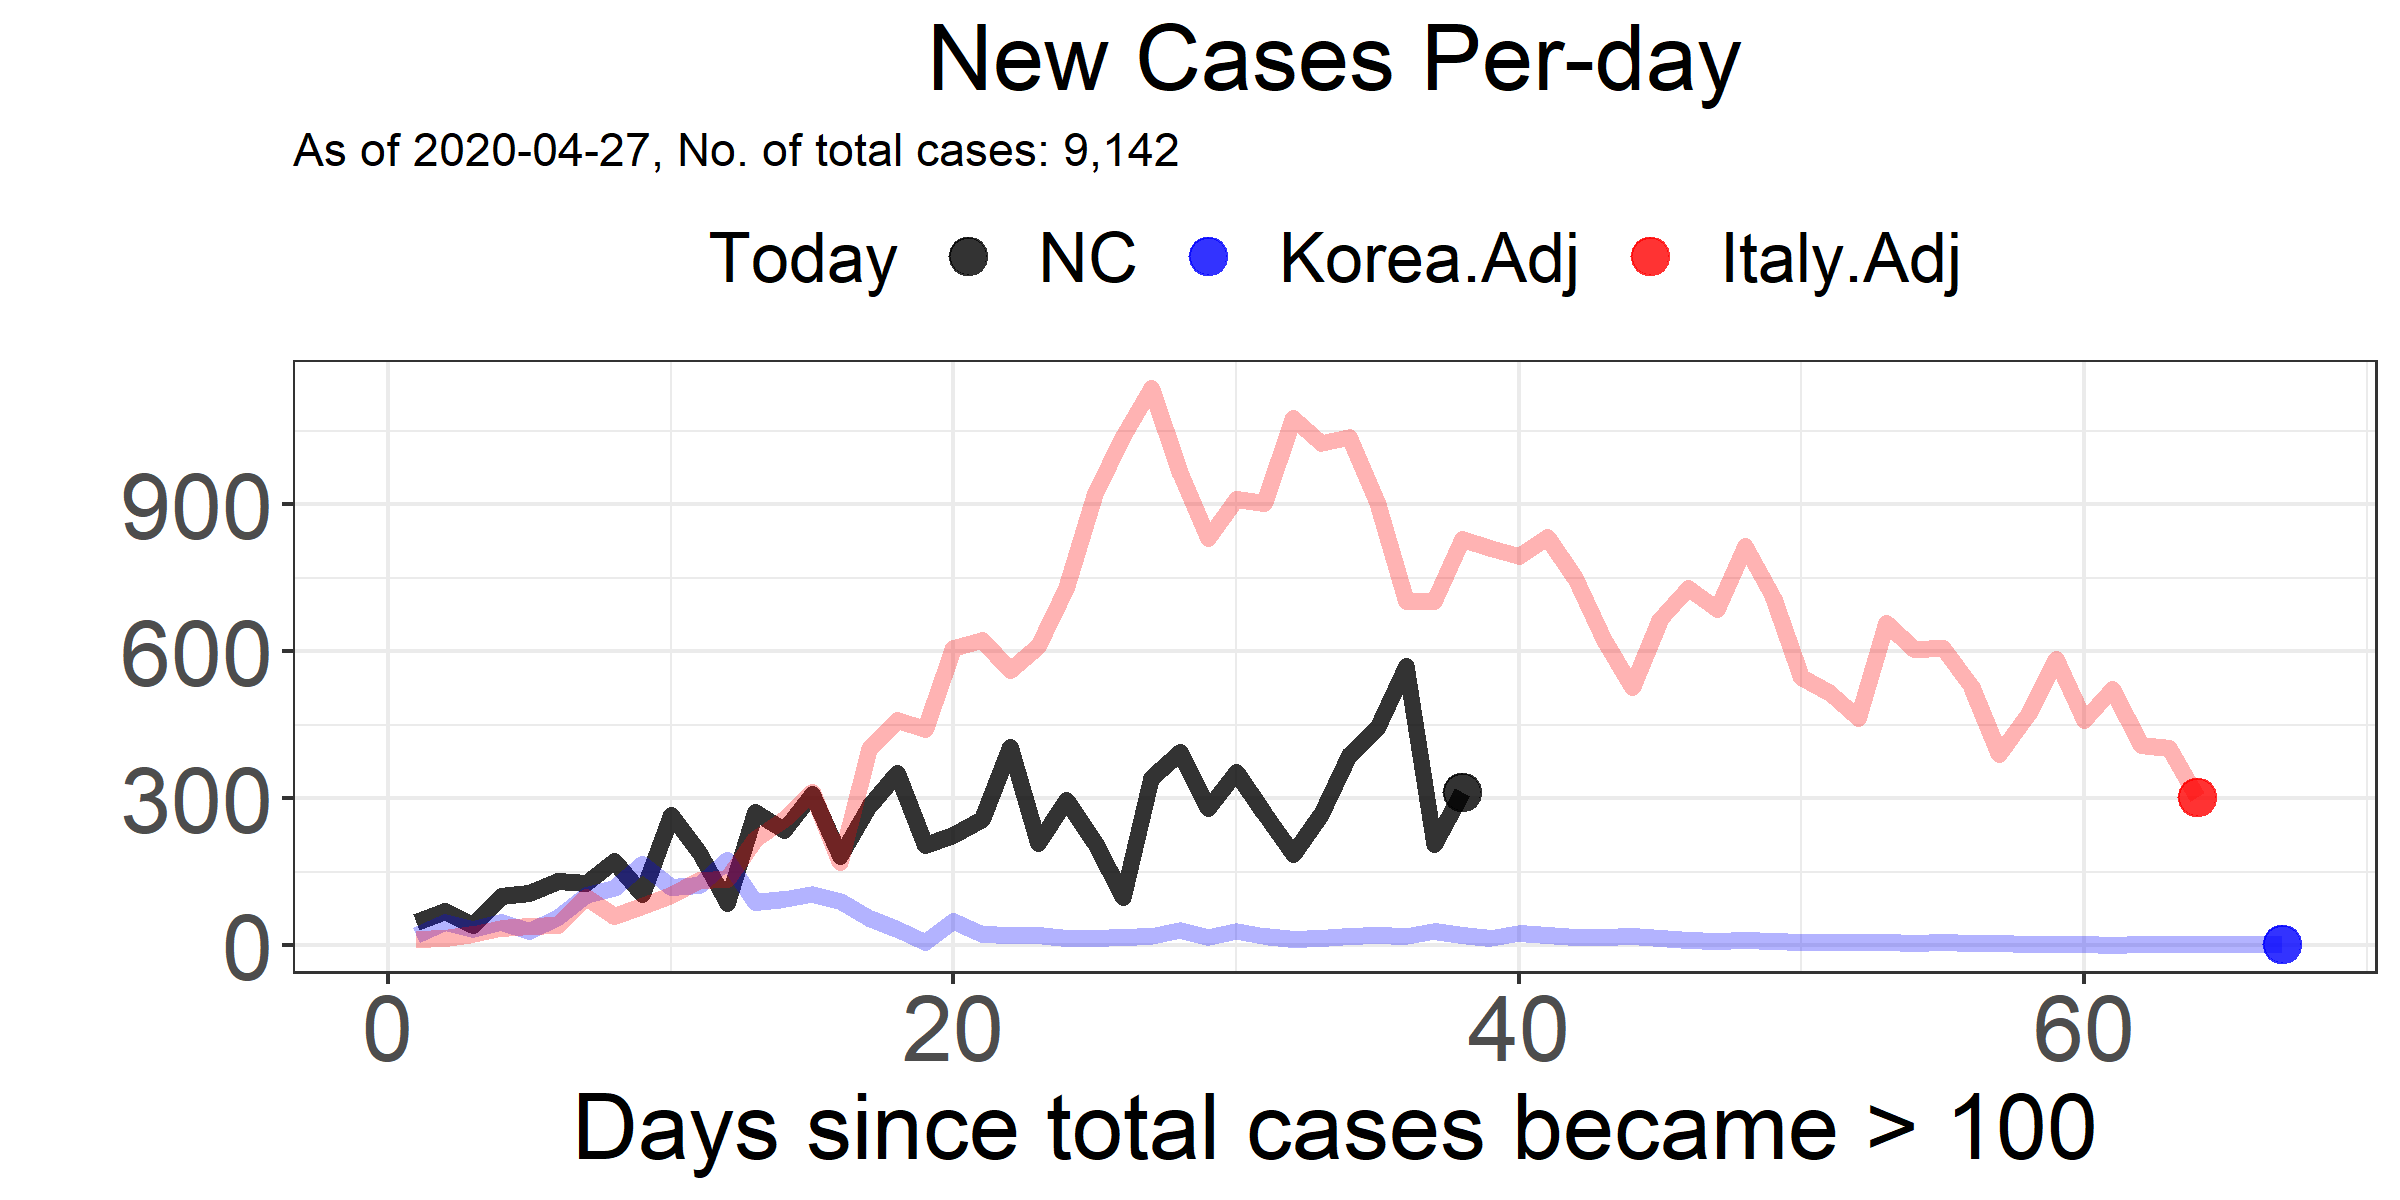 New Cases Per-day
As of 2020-04-27, No. of total cases: 9,142
Today NC Korea.Adj Italy.Adj
900
600
300
0
0 20 40 60
Days since total cases became > 100